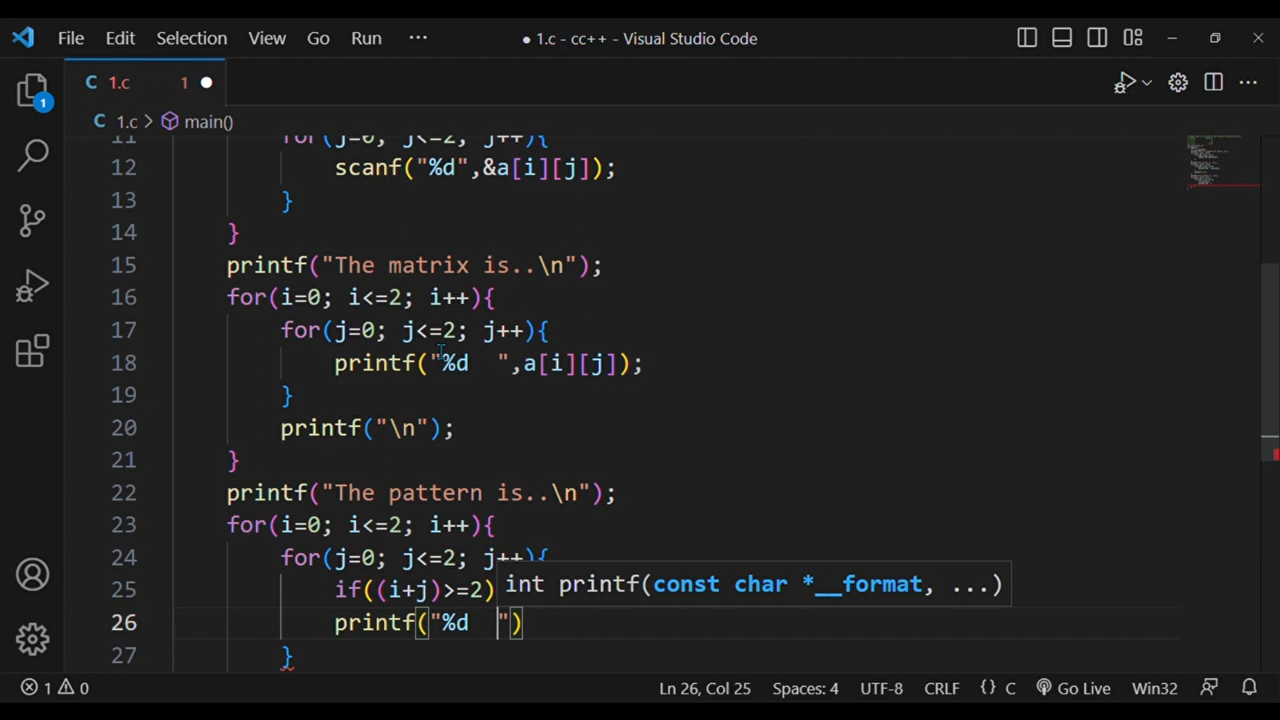 File Edit Selection View Go Run ··· ● 1.c - cc++ - Visual Studio Code
C 1.c 1 ●
C 1.c > main()
11 for(j=0; j<=2; j++){
12 scanf("%d",&a[i][j]);
13 }
14 }
15 printf("The matrix is..\n");
16 for(i=0; i<=2; i++){
17 for(j=0; j<=2; j++){
18 printf("%d  ",a[i][j]);
19 }
20 printf("\n");
21 }
22 printf("The pattern is..\n");
23 for(i=0; i<=2; i++){
24 for(j=0; j<=2; j++){
25 if((i+j)>=2) int printf(const char *__format, ...)
26 printf("%d  ")
27 }
1 0 Ln 26, Col 25 Spaces: 4 UTF-8 CRLF {} C Go Live Win32